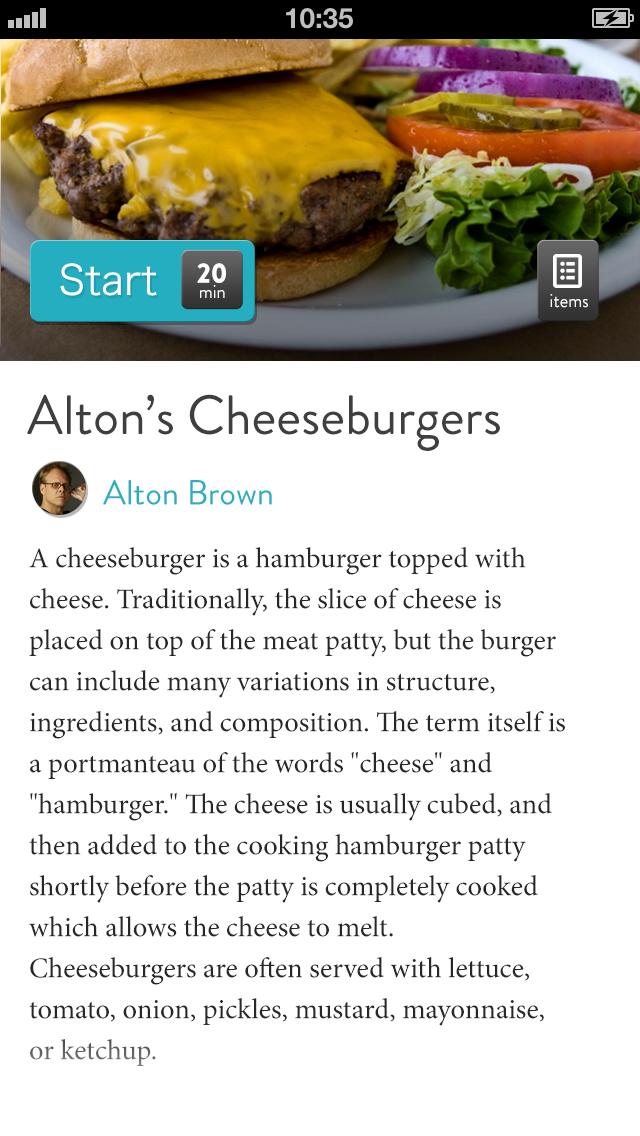 10:35
Start
20
min
items
Alton’s Cheeseburgers
Alton Brown
A cheeseburger is a hamburger topped with
cheese. Traditionally, the slice of cheese is
placed on top of the meat patty, but the burger
can include many variations in structure,
ingredients, and composition. The term itself is
a portmanteau of the words "cheese" and
"hamburger." The cheese is usually cubed, and
then added to the cooking hamburger patty
shortly before the patty is completely cooked
which allows the cheese to melt.
Cheeseburgers are often served with lettuce,
tomato, onion, pickles, mustard, mayonnaise,
or ketchup.